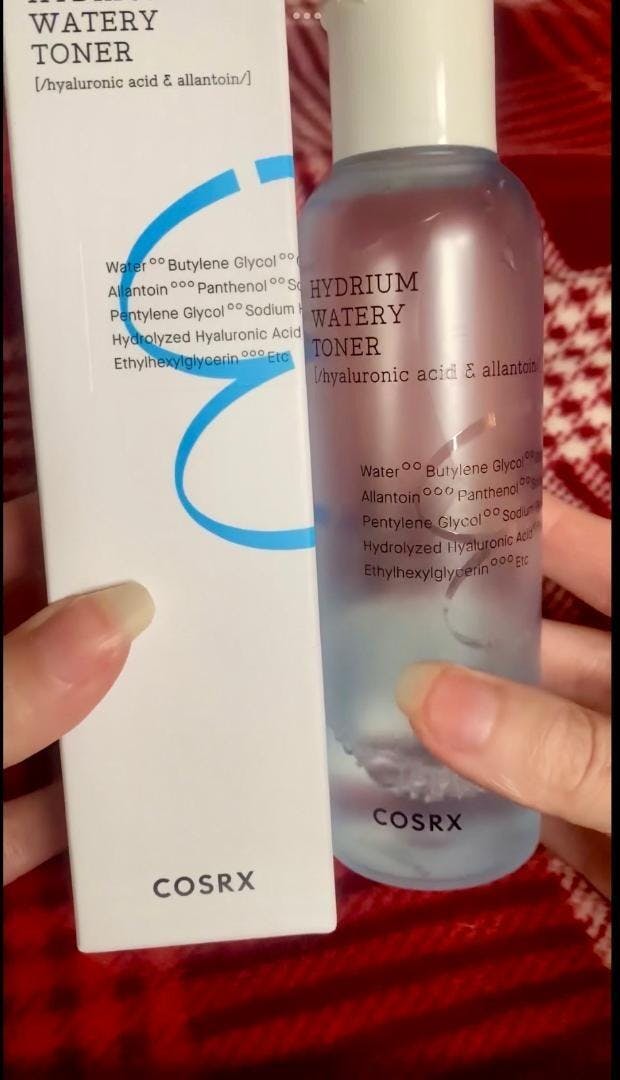 WATERY
TONER
[/hyaluronic acid & allantoin/]
Water°° Butylene Glycol°°
Allantoin°°° Panthenol°°
Pentylene Glycol°° Sodium
Hydrolyzed Hyaluronic Acid
Ethylhexylglycerin°°° Etc
COSRX
HYDRIUM
WATERY
TONER
[/hyaluronic acid & allantoin
Water°° Butylene Glycol°°
Allantoin°°° Panthenol°°
Pentylene Glycol°° Sodium
Hydrolyzed Hyaluronic Acid
Ethylhexylglycerin°°° Etc
COSRX